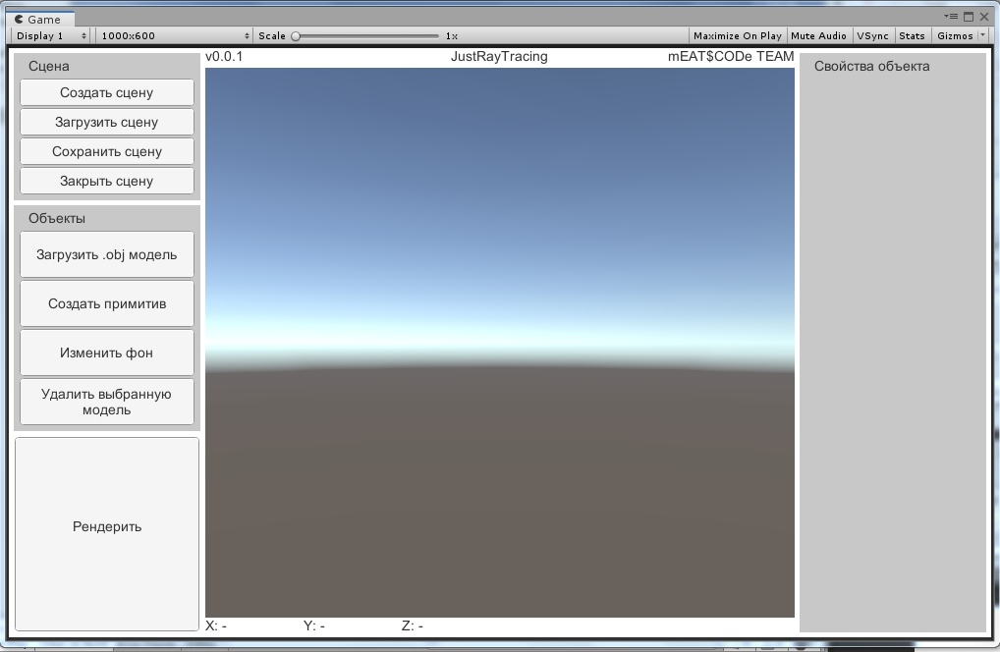 Game
Display 1 1000x600 Scale 1x Maximize On Play Mute Audio VSync Stats Gizmos
v0.0.1 JustRayTracing mEAT$CODe TEAM
Сцена
Создать сцену
Загрузить сцену
Сохранить сцену
Закрыть сцену
Объекты
Загрузить .obj модель
Создать примитив
Изменить фон
Удалить выбранную
модель
Рендерить
X: - Y: - Z: -
Свойства объекта